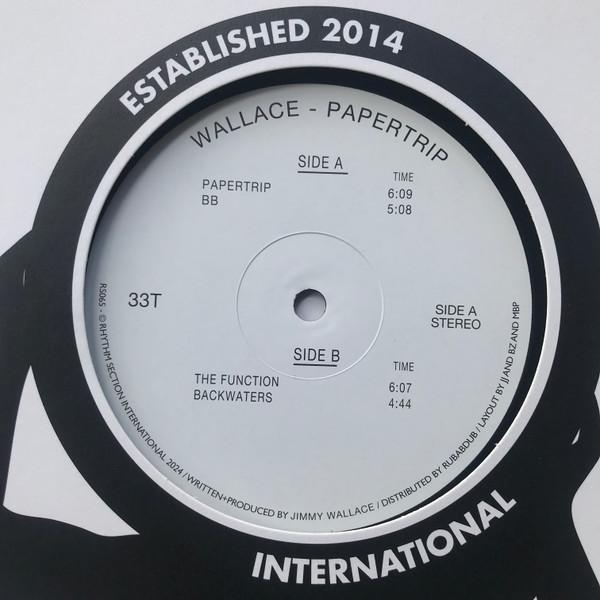 ESTABLISHED 2014
WALLACE - PAPERTRIP
SIDE A
TIME
PAPERTRIP 6:09
BB 5:08
33T
SIDE A
STEREO
SIDE B
TIME
THE FUNCTION 6:07
BACKWATERS 4:44
RS065 - © RHYTHM SECTION INTERNATIONAL 2024 / WRITTEN+PRODUCED BY JIMMY WALLACE / DISTRIBUTED BY RUBADUB / LAYOUT BY JJ AND BZ AND MBP
INTERNATIONAL